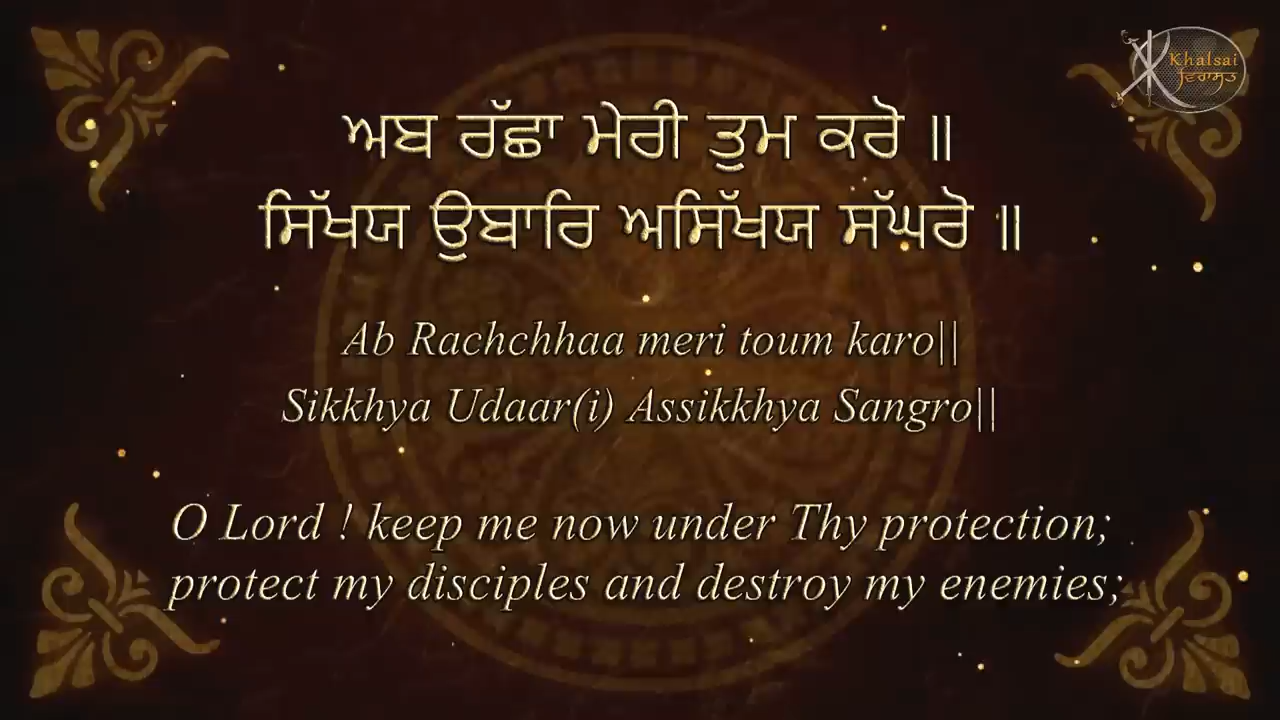 Khalsai
ਵਿਰਾਸਤ
ਅਬ ਰੱਛਾ ਮੇਰੀ ਤੁਮ ਕਰੋ ॥
ਸਿੱਖਯ ਉਬਾਰਿ ਅਸਿੱਖਯ ਸੱਘਰੋ ॥
Ab Rachchhaa meri toum karo||
Sikkhya Udaar(i) Assikkhya Sangro||
O Lord ! keep me now under Thy protection;
protect my disciples and destroy my enemies;